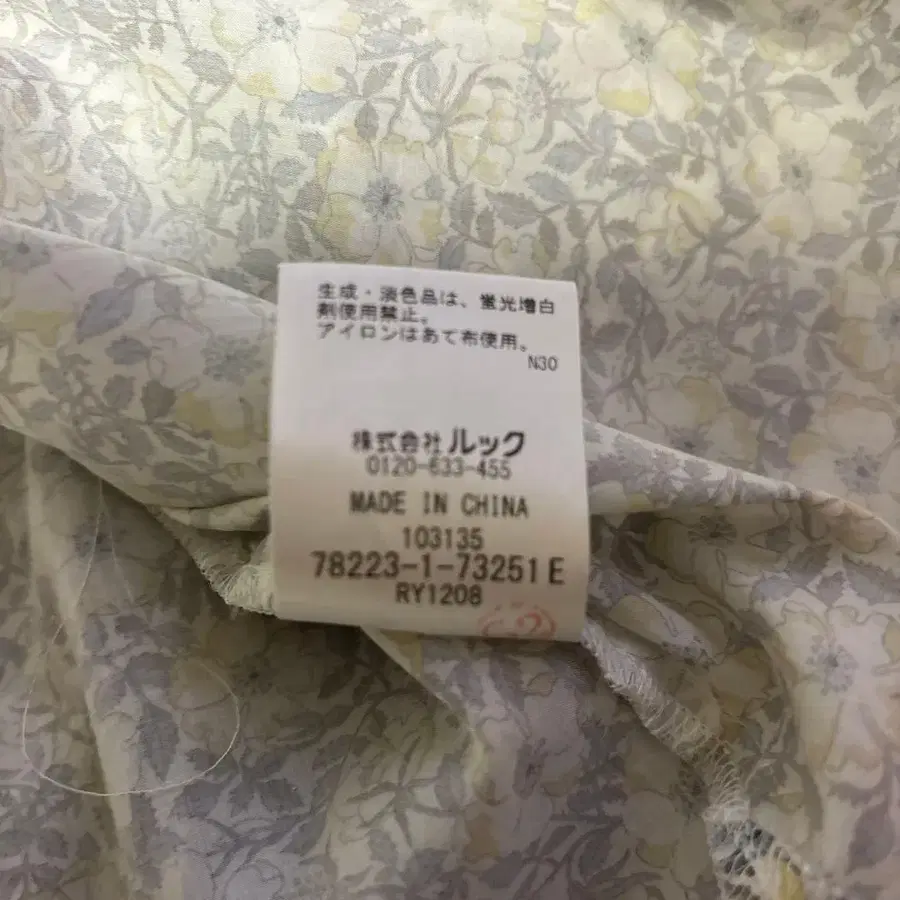 生成・淡色品は、蛍光増白
剤使用禁止。
アイロンはあて布使用。
N30
株式会社 ルック
0120-633-455
MADE IN CHINA
103135
78223-1-73251 E
RY1208